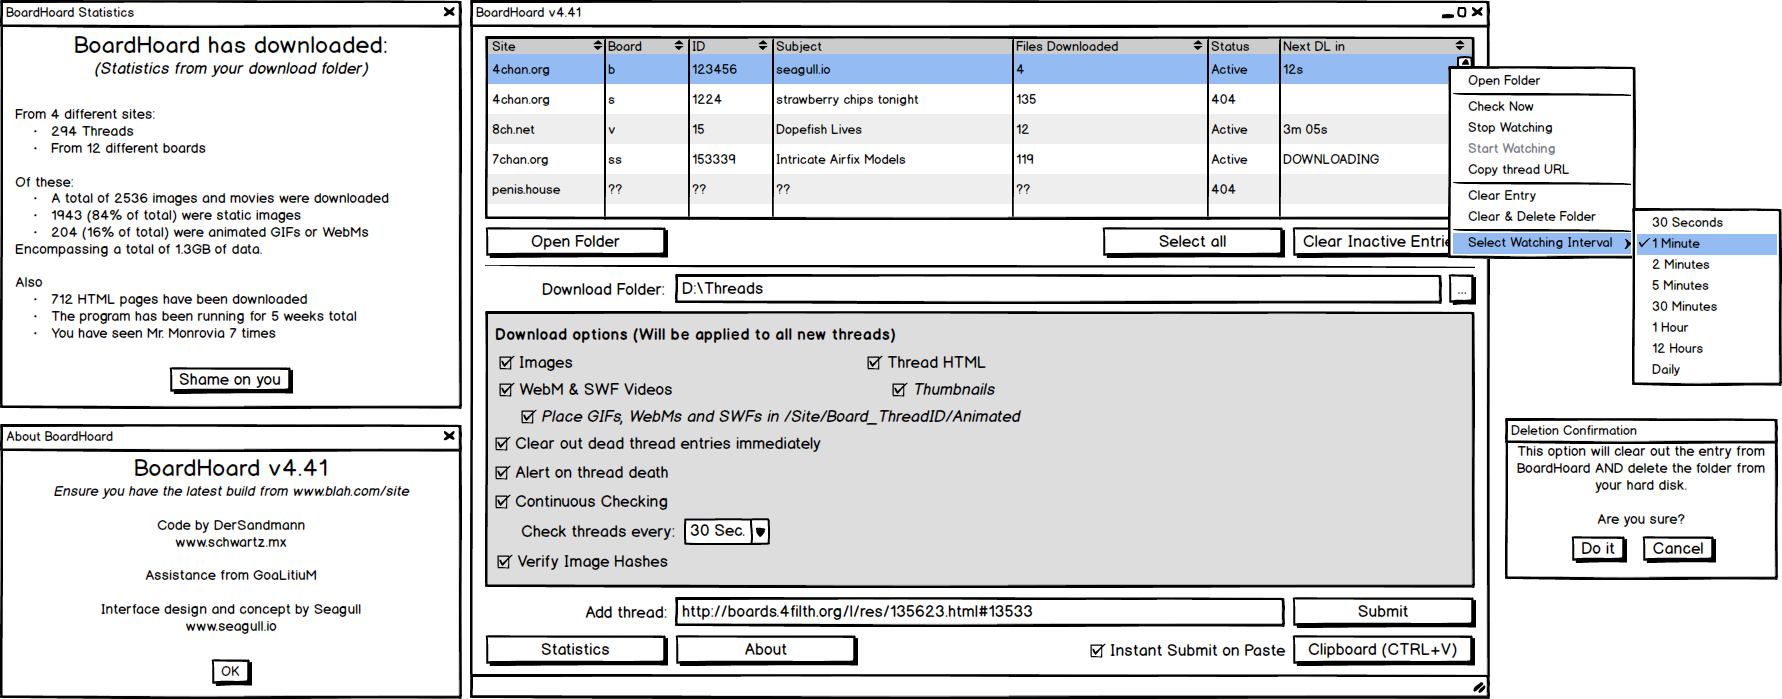 BoardHoard Statistics
BoardHoard has downloaded:
(Statistics from your download folder)
From 4 different sites:
· 294 Threads
· From 12 different boards
Of these:
· A total of 2536 images and movies were downloaded
· 1943 (84% of total) were static images
· 204 (16% of total) were animated GIFs or WebMs
Encompassing a total of 1.3GB of data.
Also
· 712 HTML pages have been downloaded
· The program has been running for 5 weeks total
· You have seen Mr. Monrovia 7 times
Shame on you
About BoardHoard
BoardHoard v4.41
Ensure you have the latest build from www.blah.com/site
Code by DerSandmann
www.schwartz.mx
Assistance from GoaLitiuM
Interface design and concept by Seagull
www.seagull.io
OK
BoardHoard v4.41
Site Board ID Subject Files Downloaded Status Next DL in
4chan.org b 123456 seagull.io 4 Active 12s
4chan.org s 1224 strawberry chips tonight 135 404
8ch.net v 15 Dopefish Lives 12 Active 3m 05s
7chan.org ss 153339 Intricate Airfix Models 119 Active DOWNLOADING
penis.house ?? ?? ?? ?? 404
Open Folder Select all Clear Inactive Entrie
Download Folder: D:\Threads ...
Download options (Will be applied to all new threads)
Images Thread HTML
WebM & SWF Videos Thumbnails
Place GIFs, WebMs and SWFs in /Site/Board_ThreadID/Animated
Clear out dead thread entries immediately
Alert on thread death
Continuous Checking
Check threads every: 30 Sec.
Verify Image Hashes
Add thread: http://boards.4filth.org/l/res/135623.html#13533 Submit
Statistics About Instant Submit on Paste Clipboard (CTRL+V)
Open Folder
Check Now
Stop Watching
Start Watching
Copy thread URL
Clear Entry
Clear & Delete Folder
Select Watching Interval
30 Seconds
1 Minute
2 Minutes
5 Minutes
30 Minutes
1 Hour
12 Hours
Daily
Deletion Confirmation
This option will clear out the entry from
BoardHoard AND delete the folder from
your hard disk.
Are you sure?
Do it Cancel